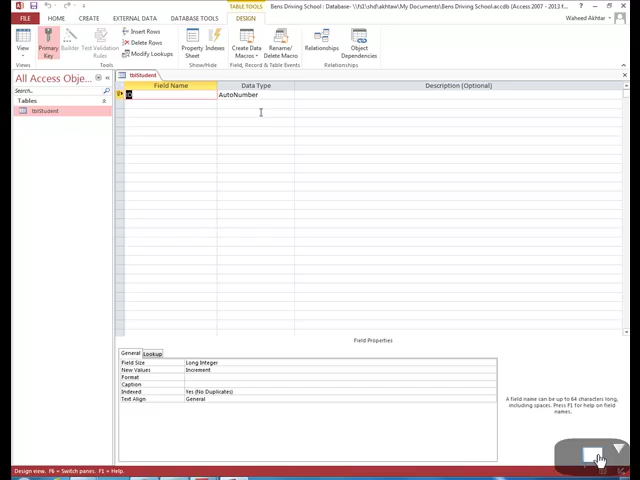 TABLE TOOLS
Bens Driving School : Database- \\fs1\shd\akhtaw\My Documents\Bens Driving School.accdb (Access 2007 - 2013 f...
FILE HOME CREATE EXTERNAL DATA DATABASE TOOLS DESIGN
Waheed Akhtar
View
Primary Key
Builder
Test Validation Rules
Insert Rows
Delete Rows
Modify Lookups
Property Sheet
Indexes
Create Data Macros
Rename/ Delete Macro
Relationships
Object Dependencies
Views Tools Show/Hide Field, Record & Table Events Relationships
All Access Obje...
Search...
Tables
tblStudent
tblStudent
Field Name Data Type Description (Optional)
ID AutoNumber
Field Properties
General Lookup
Field Size Long Integer
New Values Increment
Format
Caption
Indexed Yes (No Duplicates)
Text Align General
A field name can be up to 64 characters long,
including spaces. Press F1 for help on field
names.
Design view. F6 = Switch panes. F1 = Help.